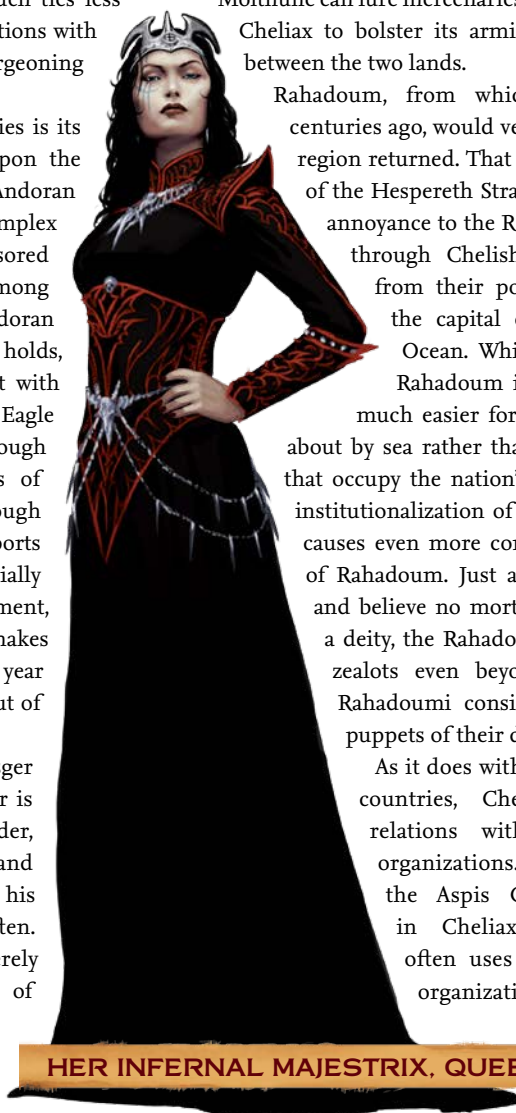 uch ties less
tions with
rgeoning
ies is its
pon the
Andoran
mplex
sored
mong
doran
holds,
t with
Eagle
ough
s of
ough
ports
ially
ment,
nakes
year
ut of
ger
r is
der,
and
his
ten.
rely
of
Molthune can lure mercenaries
Cheliax to bolster its armi
between the two lands.
Rahadoum, from whic
centuries ago, would ve
region returned. That
of the Hespereth Stra
annoyance to the R
through Chelish
from their po
the capital
Ocean. Whi
Rahadoum i
much easier for
about by sea rather tha
that occupy the nation'
institutionalization of
causes even more co
of Rahadoum. Just a
and believe no mort
a deity, the Rahado
zealots even beyo
Rahadoumi consi
puppets of their d
As it does with
countries, Che
relations with
organizations.
the Aspis C
in Cheliax
often uses
organizati
HER INFERNAL MAJESTRIX, QUEE